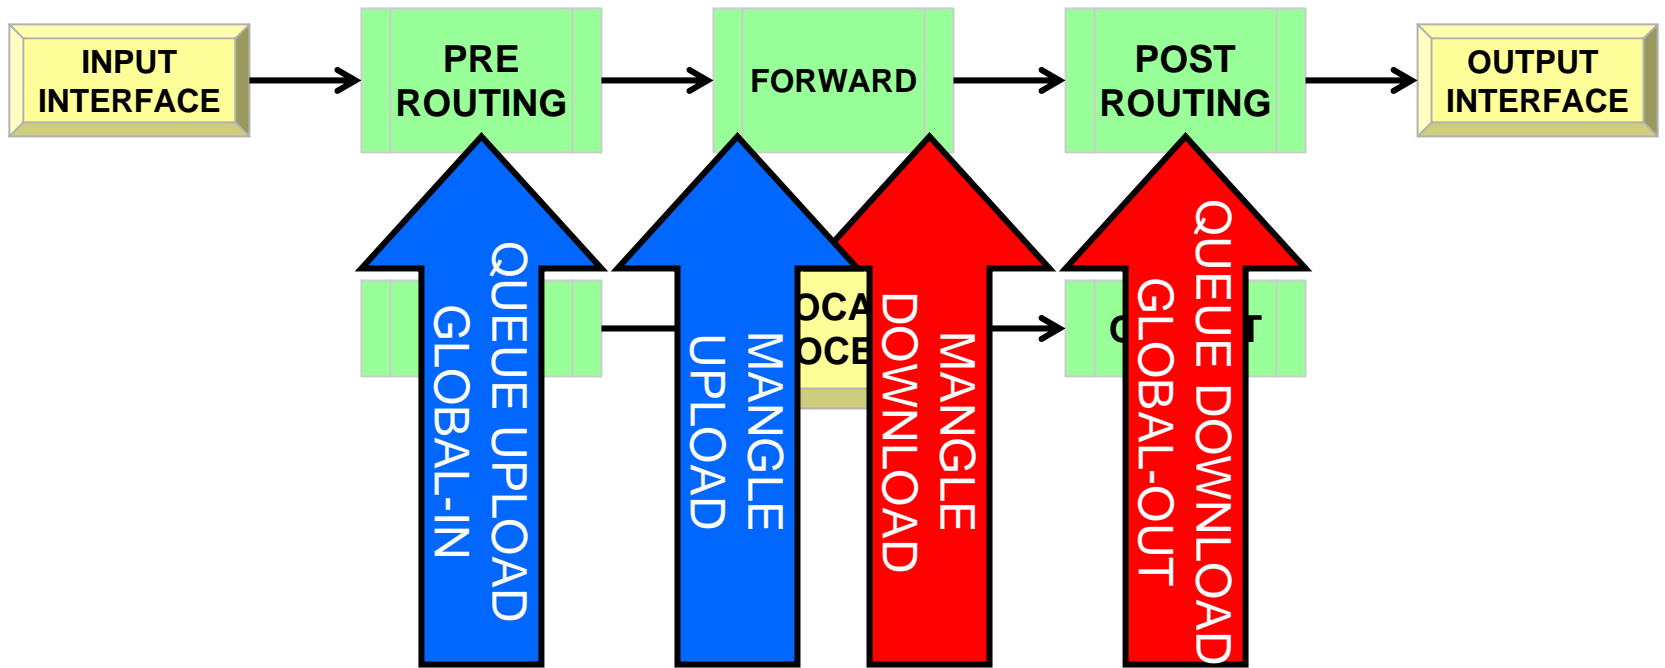 INPUT
INTERFACE
PRE
ROUTING
FORWARD
POST
ROUTING
OUTPUT
INTERFACE
QUEUE UPLOAD
GLOBAL-IN
MANGLE
UPLOAD
MANGLE
DOWNLOAD
QUEUE DOWNLOAD
GLOBAL-OUT